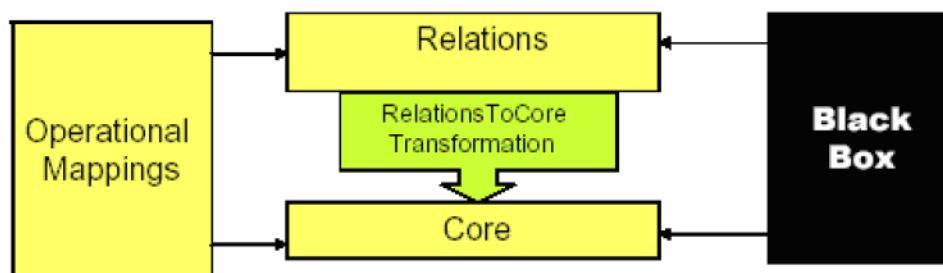 Operational
Mappings
Relations
RelationsToCore
Transformation
Core
Black
Box